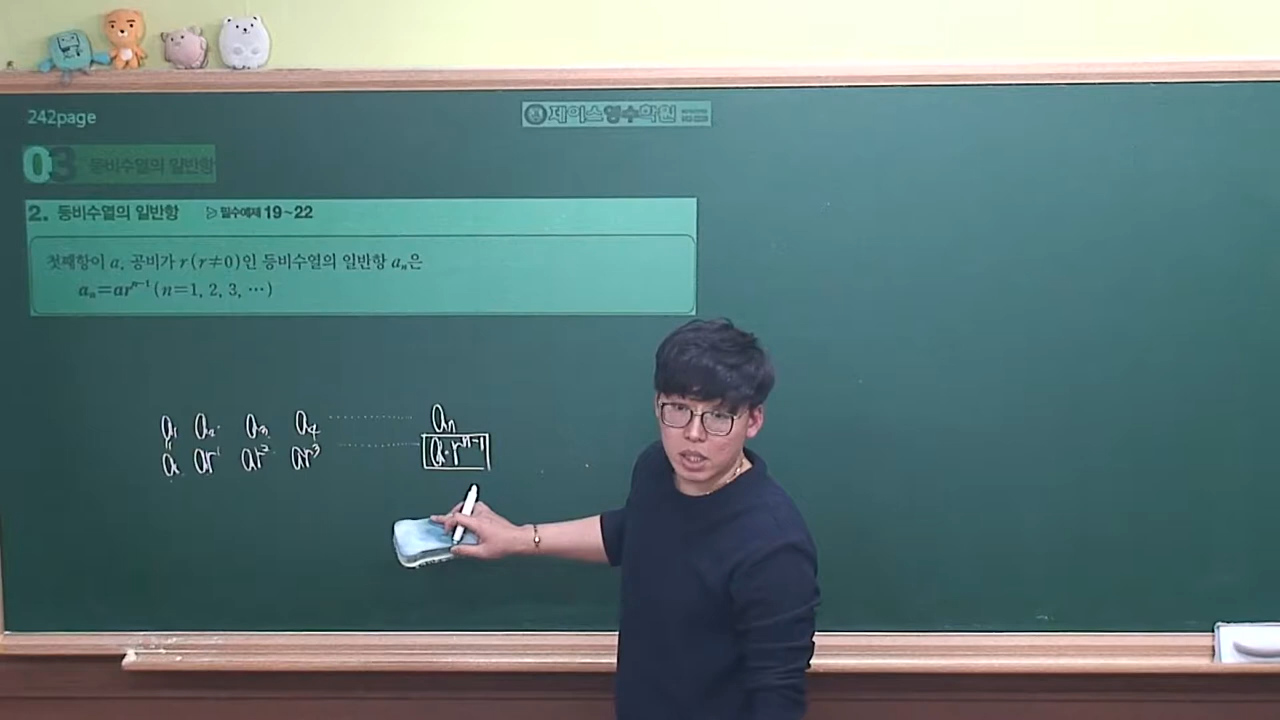 242page
제이스영수학원
03 등비수열의 일반항
2. 등비수열의 일반항 ▷ 필수예제 19~22
첫째항이 a, 공비가 r(r≠0)인 등비수열의 일반항 aₙ은
aₙ=arⁿ⁻¹(n=1, 2, 3, ⋯)
a₁ a₂ a₃ a₄ ⋯⋯ aₙ
a ar¹ ar² ar³ ⋯⋯ a·rⁿ⁻¹